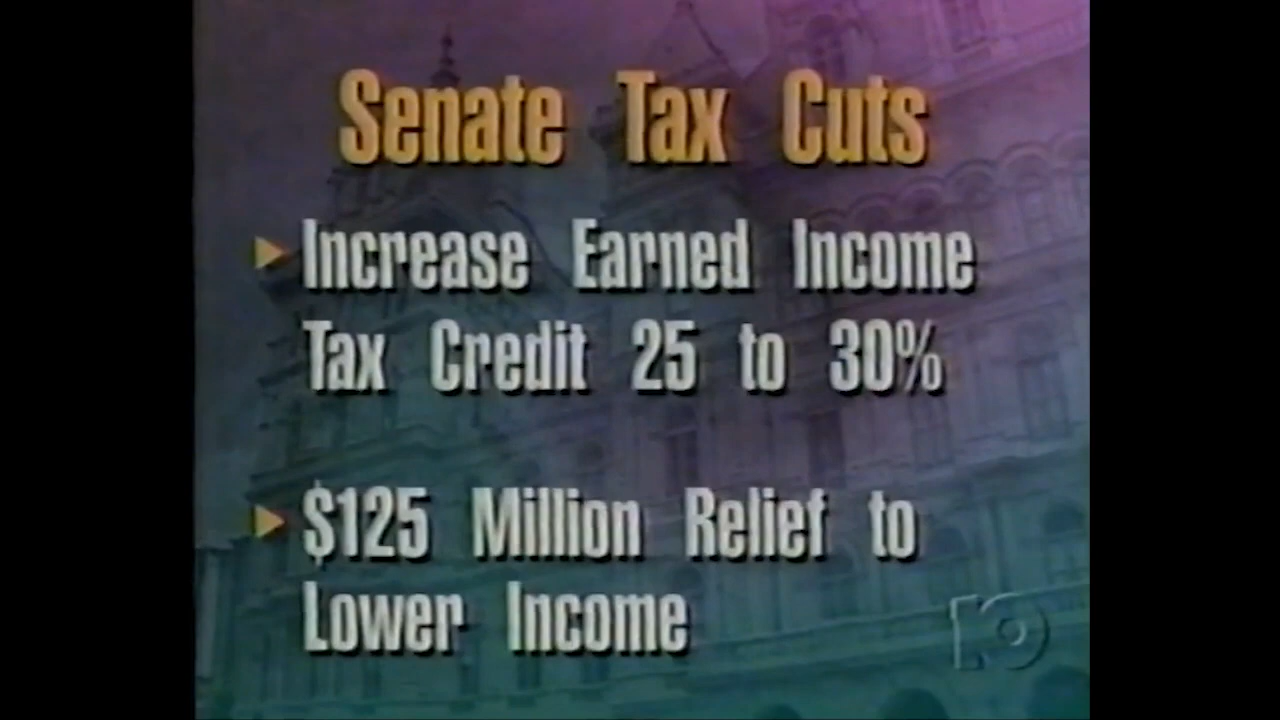 Senate Tax Cuts
Increase Earned Income
Tax Credit 25 to 30%
$125 Million Relief to
Lower Income
10